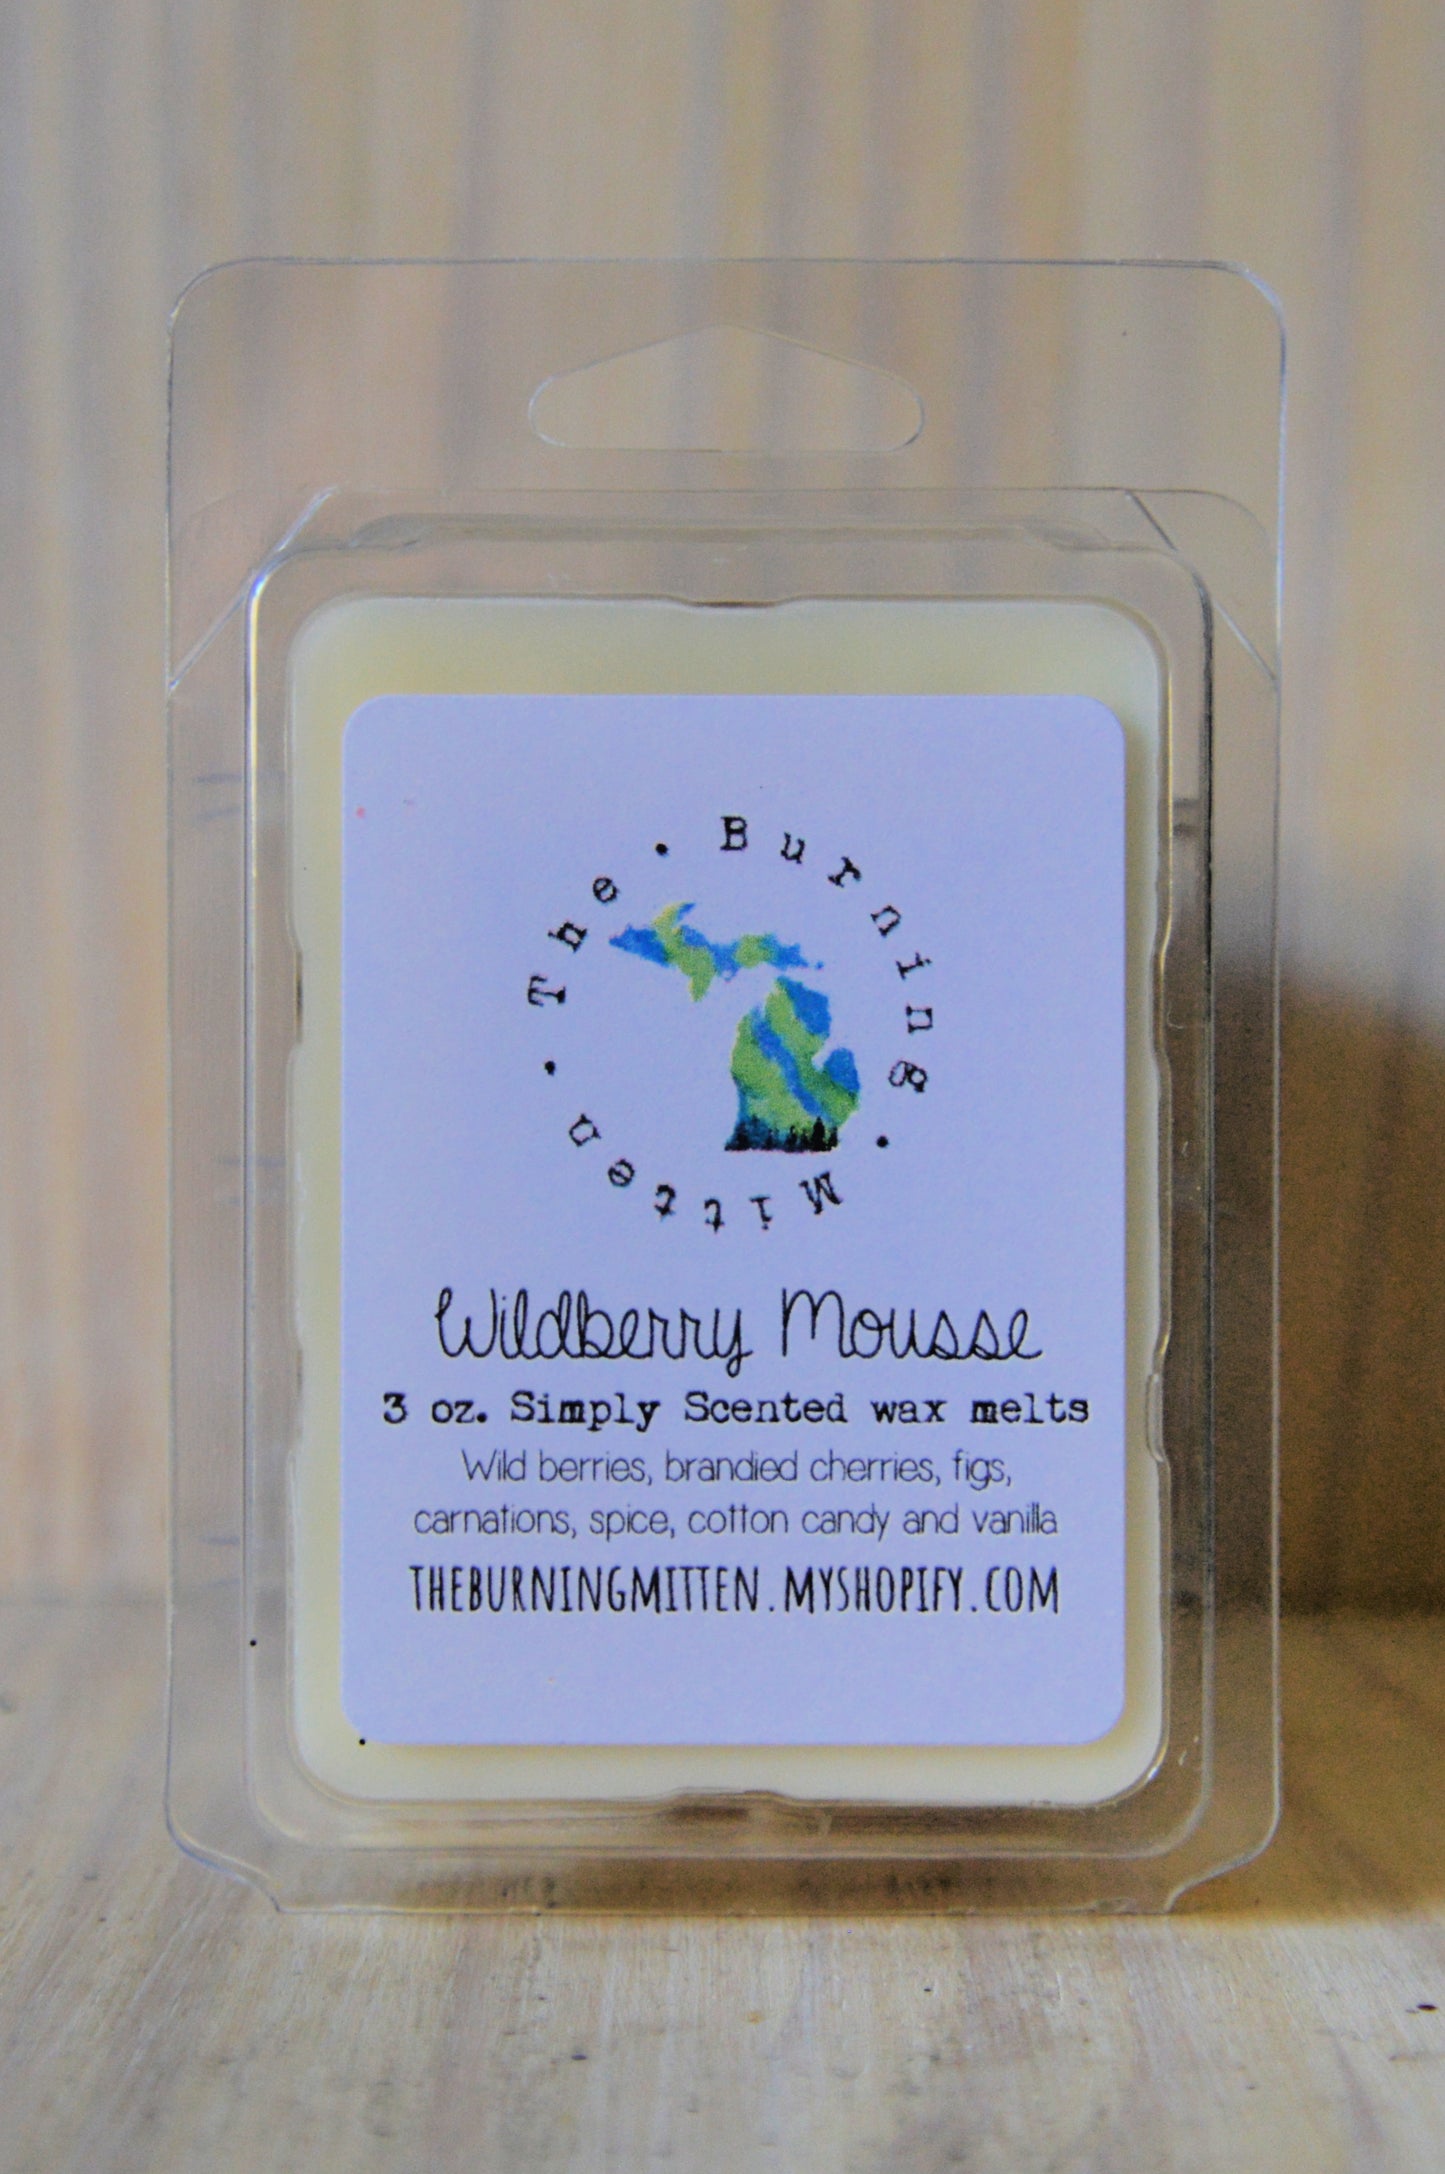 The • Burning • Mitten •
Wildberry Mousse
3 oz. Simply Scented wax melts
Wild berries, brandied cherries, figs,
carnations, spice, cotton candy and vanilla
THEBURNINGMITTEN.MYSHOPIFY.COM